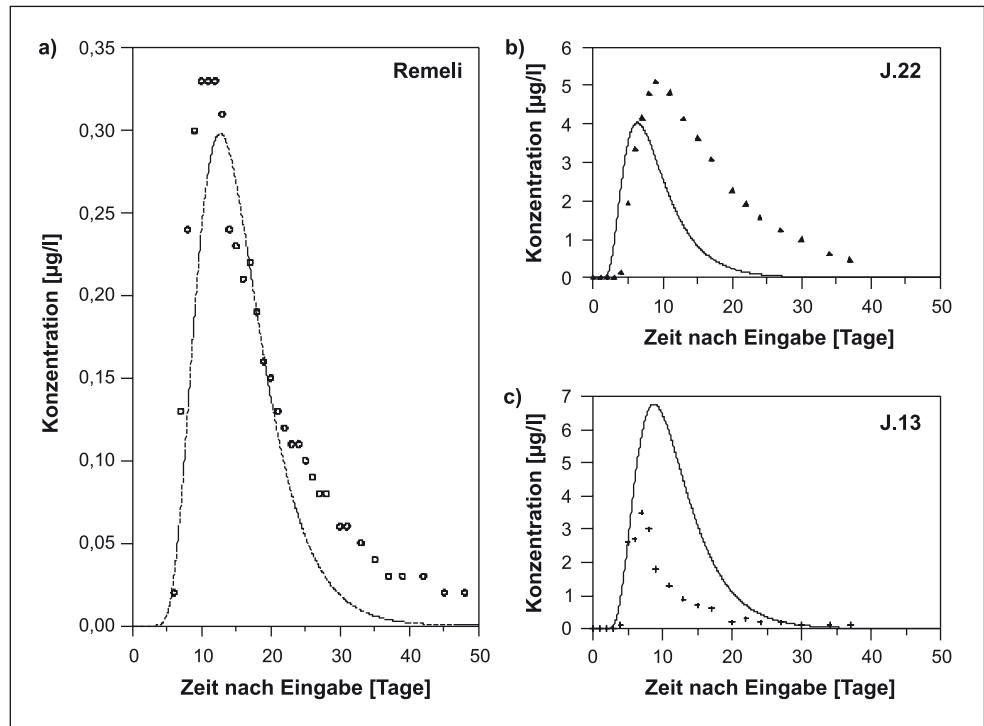 a)
Remeli
Konzentration [µg/l]
0,35
0,30
0,25
0,20
0,15
0,10
0,05
0,00
0 10 20 30 40 50
Zeit nach Eingabe [Tage]
b)
J.22
Konzentration [µg/l]
6
5
4
3
2
1
0
0 10 20 30 40 50
Zeit nach Eingabe [Tage]
c)
J.13
Konzentration [µg/l]
7
6
5
4
3
2
1
0
0 10 20 30 40 50
Zeit nach Eingabe [Tage]